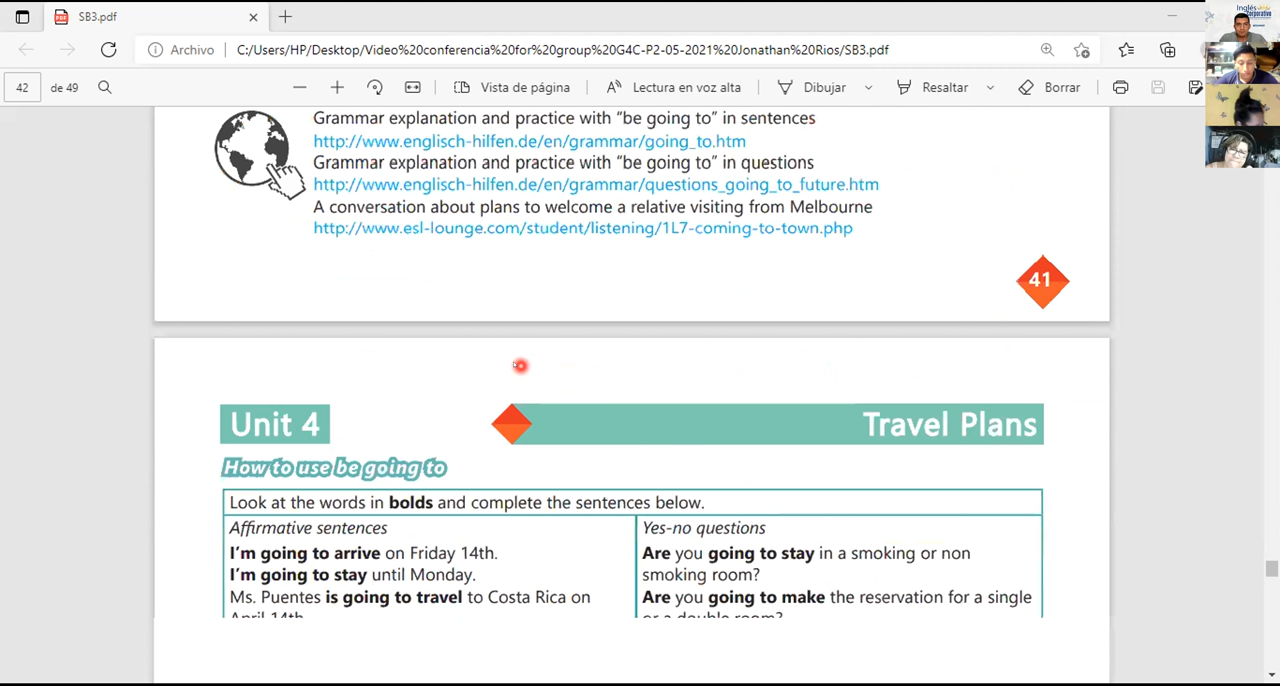 SB3.pdf
Archivo C:/Users/HP/Desktop/Video%20conferencia%20for%20group%20G4C-P2-05-2021%20Jonathan%20Rios/SB3.pdf
42 de 49 Vista de página Lectura en voz alta Dibujar Resaltar Borrar
Inglés
Corporativo
Grammar explanation and practice with “be going to” in sentences
http://www.englisch-hilfen.de/en/grammar/going_to.htm
Grammar explanation and practice with “be going to” in questions
http://www.englisch-hilfen.de/en/grammar/questions_going_to_future.htm
A conversation about plans to welcome a relative visiting from Melbourne
http://www.esl-lounge.com/student/listening/1L7-coming-to-town.php
41
Unit 4 Travel Plans
How to use be going to
Look at the words in bolds and complete the sentences below.
Affirmative sentences
I’m going to arrive on Friday 14th.
I’m going to stay until Monday.
Ms. Puentes is going to travel to Costa Rica on
April 14th
Yes-no questions
Are you going to stay in a smoking or non
smoking room?
Are you going to make the reservation for a single
or a double room?